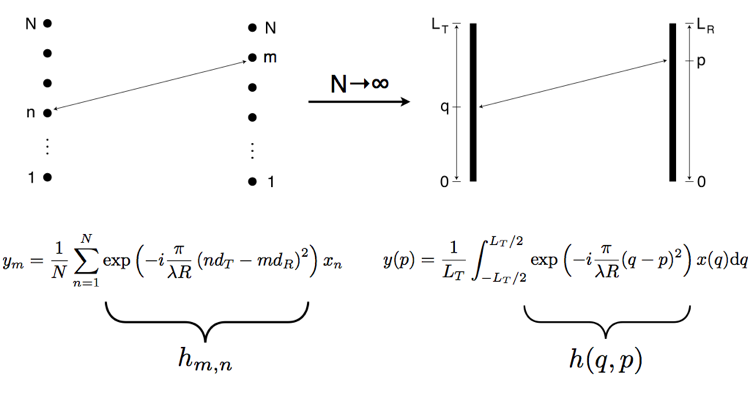 N N
m
n
⋮ ⋮
1 1
N→∞
L_T L_R
p
q
0 0
y_m = \frac{1}{N} \sum_{n=1}^{N} \exp\left(-i\frac{\pi}{\lambda R}(nd_T - md_R)^2\right) x_n
y(p) = \frac{1}{L_T} \int_{-L_T/2}^{L_T/2} \exp\left(-i\frac{\pi}{\lambda R}(q-p)^2\right) x(q)\mathrm{d}q
h_{m,n}
h(q,p)